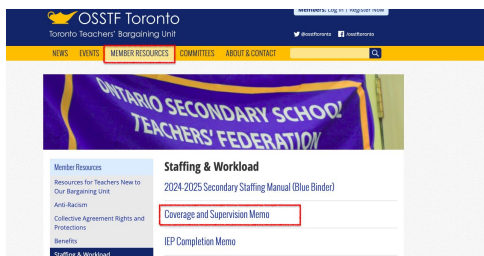 Members: Log In | Register Now
OSSTF Toronto
Toronto Teachers' Bargaining Unit
@osstftoronto /osstftoronto
NEWS EVENTS MEMBER RESOURCES COMMITTEES ABOUT & CONTACT
ONTARIO SECONDARY SCHOOL
TEACHERS' FEDERATION
Member Resources
Resources for Teachers New to
Our Bargaining Unit
Anti-Racism
Collective Agreement Rights and
Protections
Benefits
Staffing & Workload
Staffing & Workload
2024-2025 Secondary Staffing Manual (Blue Binder)
Coverage and Supervision Memo
IEP Completion Memo